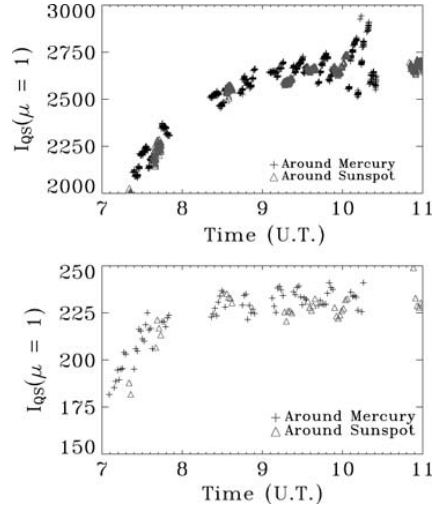 3000
2750
2500
2250
2000
I_QS(μ = 1)
+ Around Mercury
△ Around Sunspot
7 8 9 10 11
Time (U.T.)
250
225
200
175
150
I_QS(μ = 1)
+ Around Mercury
△ Around Sunspot
7 8 9 10 11
Time (U.T.)